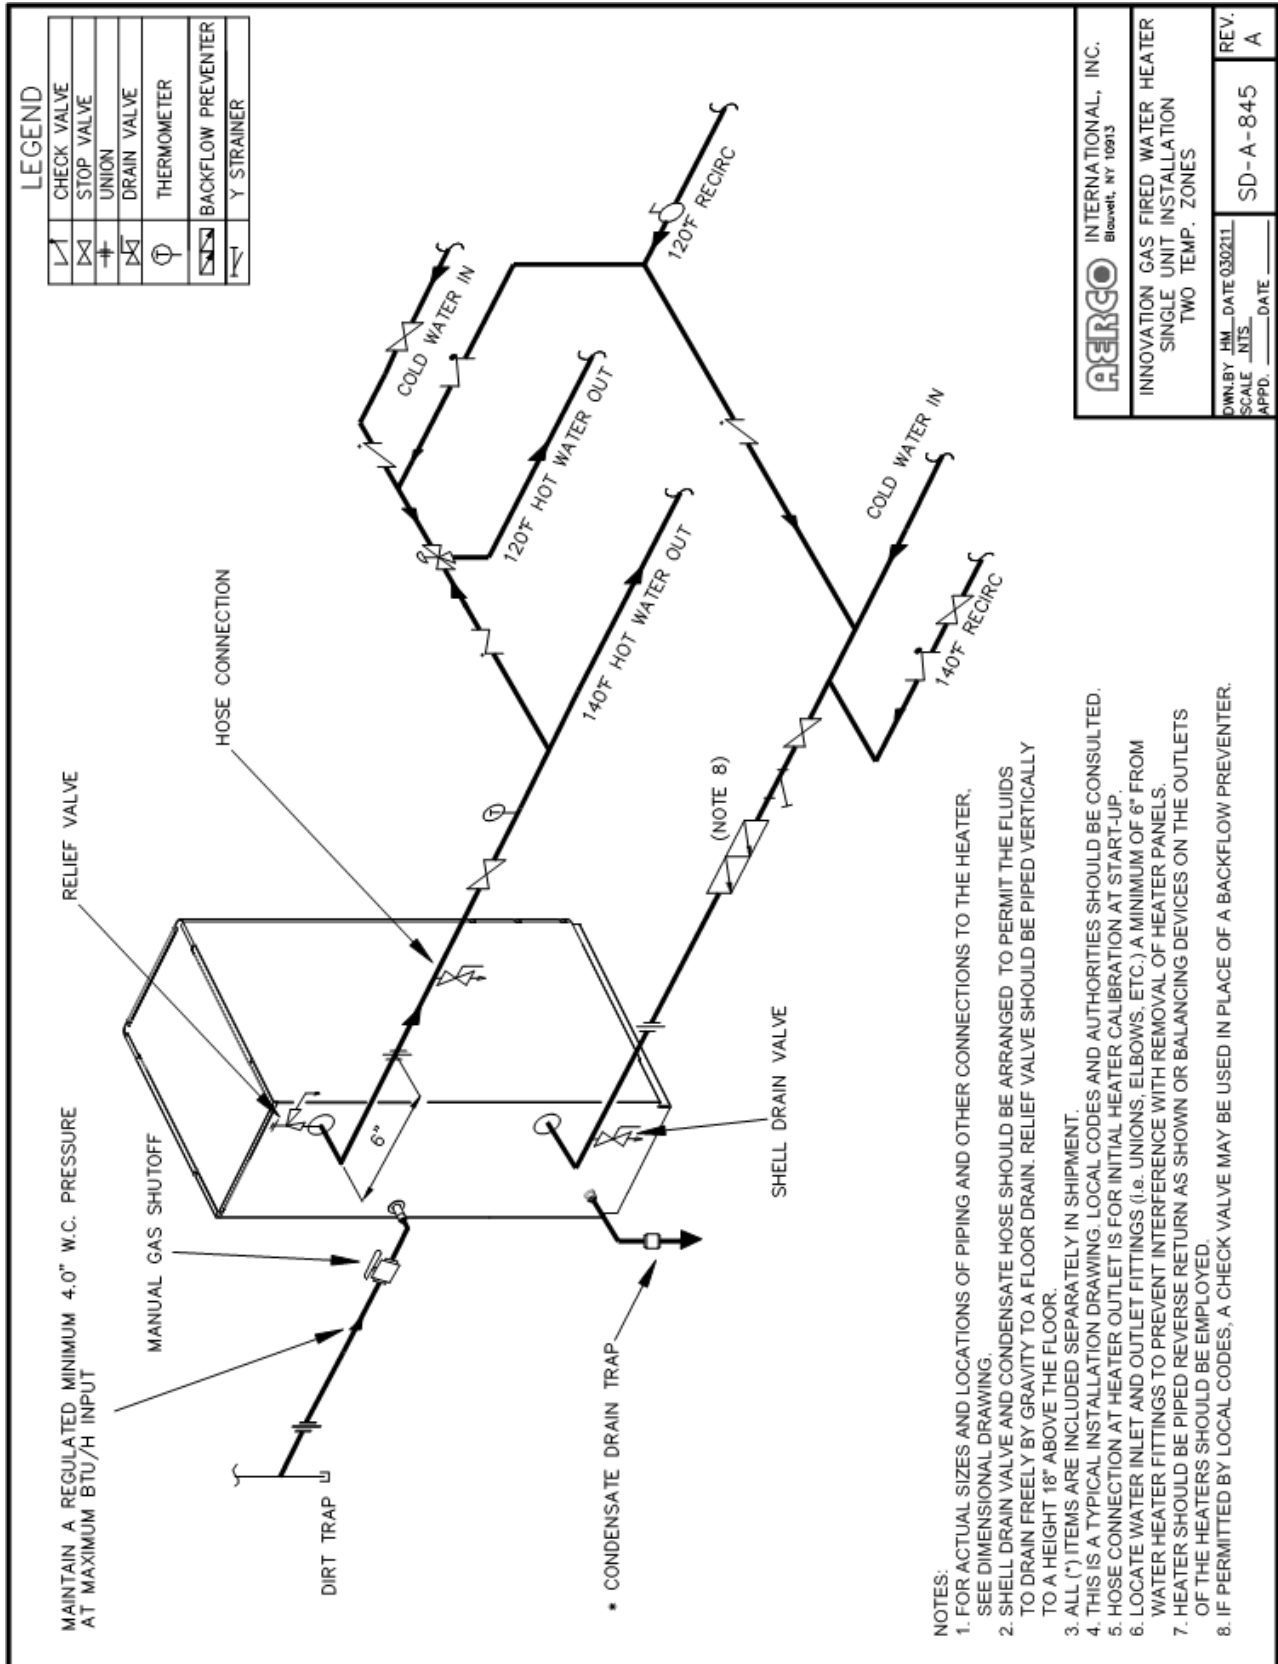 MAINTAIN A REGULATED MINIMUM 4.0" W.C. PRESSURE
AT MAXIMUM BTU/H INPUT
MANUAL GAS SHUTOFF
RELIEF VALVE
HOSE CONNECTION
DIRT TRAP
* CONDENSATE DRAIN TRAP
SHELL DRAIN VALVE
6"
T
(NOTE 8)
140°F HOT WATER OUT
120°F HOT WATER OUT
COLD WATER IN
120°F RECIRC
COLD WATER IN
140°F RECIRC
LEGEND
CHECK VALVE
STOP VALVE
UNION
DRAIN VALVE
T THERMOMETER
BACKFLOW PREVENTER
Y STRAINER
NOTES:
1. FOR ACTUAL SIZES AND LOCATIONS OF PIPING AND OTHER CONNECTIONS TO THE HEATER,
SEE DIMENSIONAL DRAWING.
2. SHELL DRAIN VALVE AND CONDENSATE HOSE SHOULD BE ARRANGED TO PERMIT THE FLUIDS
TO DRAIN FREELY BY GRAVITY TO A FLOOR DRAIN. RELIEF VALVE SHOULD BE PIPED VERTICALLY
TO A HEIGHT 18" ABOVE THE FLOOR.
3. ALL (*) ITEMS ARE INCLUDED SEPARATELY IN SHIPMENT.
4. THIS IS A TYPICAL INSTALLATION DRAWING. LOCAL CODES AND AUTHORITIES SHOULD BE CONSULTED.
5. HOSE CONNECTION AT HEATER OUTLET IS FOR INITIAL HEATER CALIBRATION AT START-UP.
6. LOCATE WATER INLET AND OUTLET FITTINGS (i.e. UNIONS, ELBOWS, ETC.) A MINIMUM OF 6" FROM
WATER HEATER FITTINGS TO PREVENT INTERFERENCE WITH REMOVAL OF HEATER PANELS.
7. HEATER SHOULD BE PIPED REVERSE RETURN AS SHOWN OR BALANCING DEVICES ON THE OUTLETS
OF THE HEATERS SHOULD BE EMPLOYED.
8. IF PERMITTED BY LOCAL CODES, A CHECK VALVE MAY BE USED IN PLACE OF A BACKFLOW PREVENTER.
AERCO INTERNATIONAL, INC.
Blauvelt, NY 10913
INNOVATION GAS FIRED WATER HEATER
SINGLE UNIT INSTALLATION
TWO TEMP. ZONES
DWN.BY HM DATE 030211
SCALE NTS
APPD. DATE
SD-A-845
REV.
A